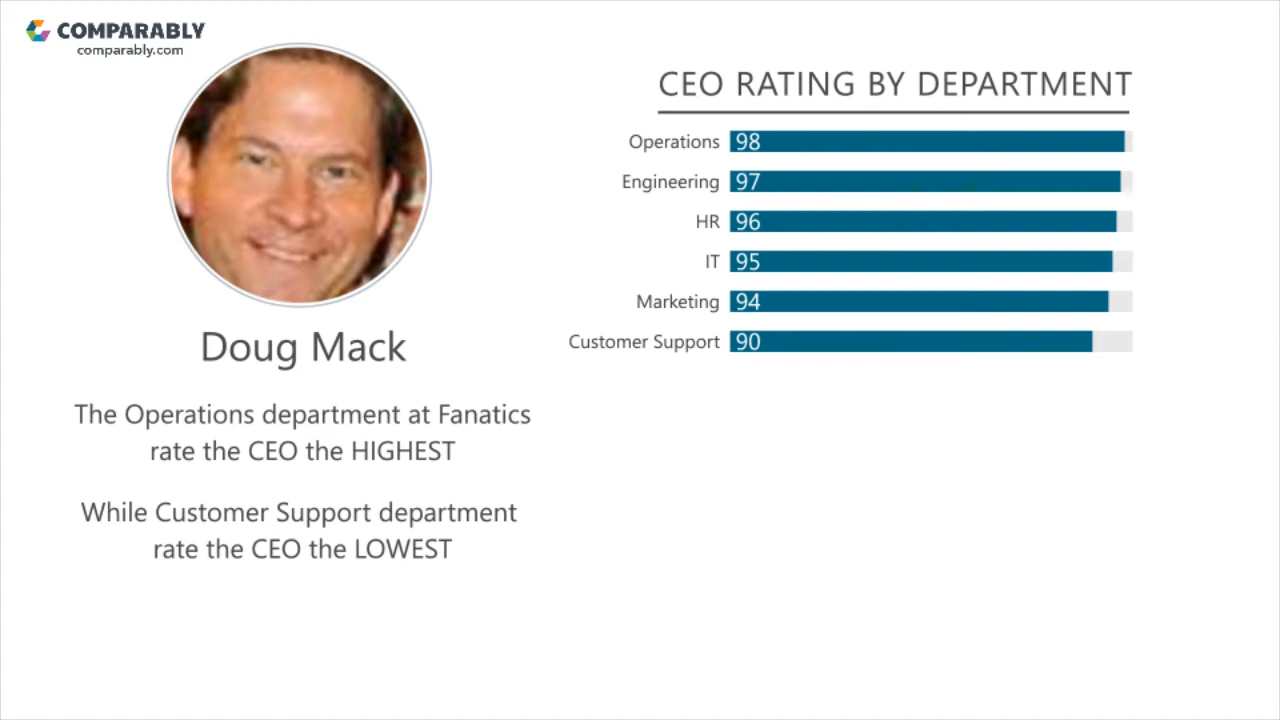 COMPARABLY
comparably.com
Doug Mack
The Operations department at Fanatics
rate the CEO the HIGHEST
While Customer Support department
rate the CEO the LOWEST
CEO RATING BY DEPARTMENT
Operations 98
Engineering 97
HR 96
IT 95
Marketing 94
Customer Support 90